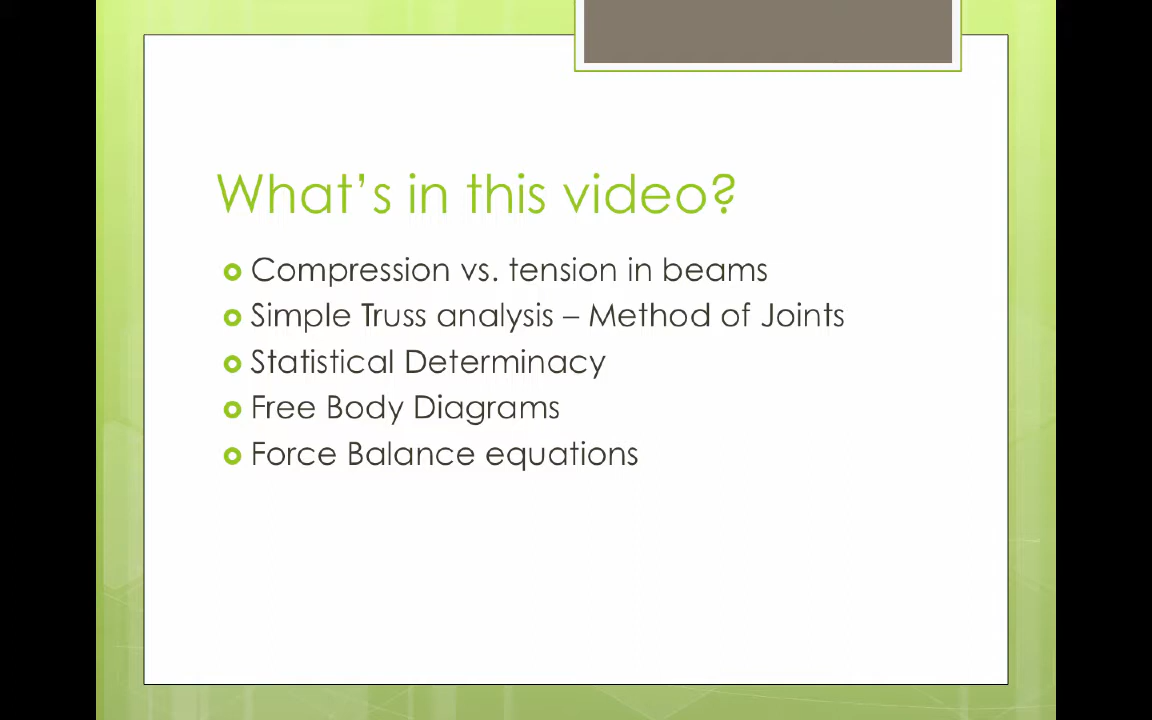 What's in this video?
Compression vs. tension in beams
Simple Truss analysis – Method of Joints
Statistical Determinacy
Free Body Diagrams
Force Balance equations